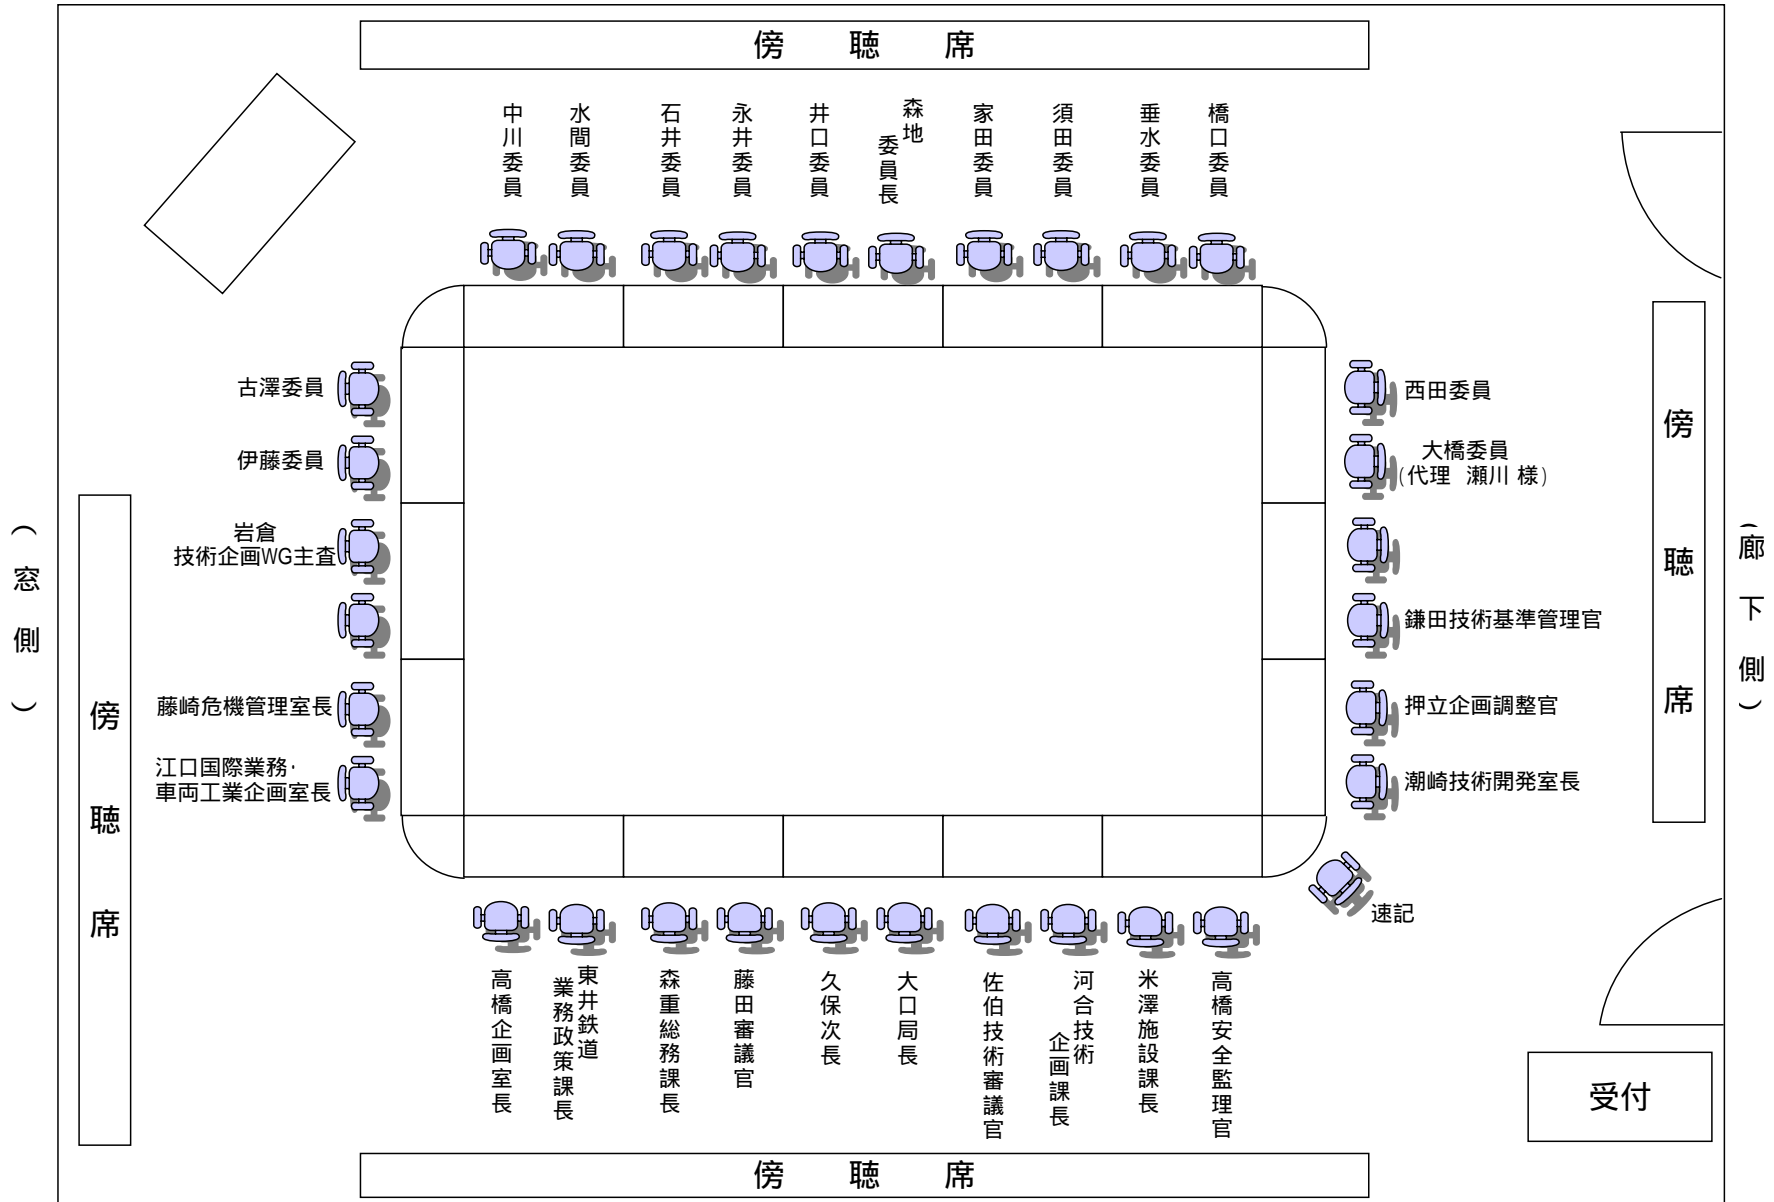 傍聴席
中川委員
水間委員
石井委員
永井委員
井口委員
森地
委員長
家田委員
須田委員
垂水委員
橋口委員
古澤委員
伊藤委員
岩倉
技術企画WG主査
藤崎危機管理室長
江口国際業務・
車両工業企画室長
(窓側)
傍聴席
西田委員
大橋委員
(代理 瀬川 様)
鎌田技術基準管理官
押立企画調整官
潮崎技術開発室長
速記
傍聴席
(廊下側)
高橋企画室長
東井鉄道
業務政策課長
森重総務課長
藤田審議官
久保次長
大口局長
佐伯技術審議官
河合技術
企画課長
米澤施設課長
高橋安全監理官
受付
傍聴席